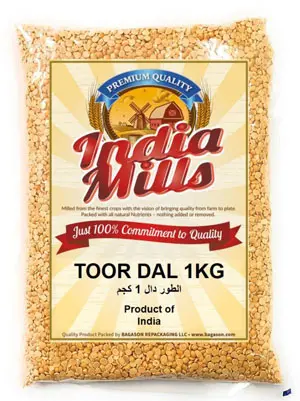 PREMIUM QUALITY
India
Mills
Milled from the finest crops with the vision of bringing quality from farm to plate
Packed with all natural Nutrients - nothing added or removed.
Just 100% Commitment to Quality
TOOR DAL 1KG
الطور دال 1 كجم
Product of
India
Quality Product Packed by BAGASON REPACKAGING LLC • www.bagason.com